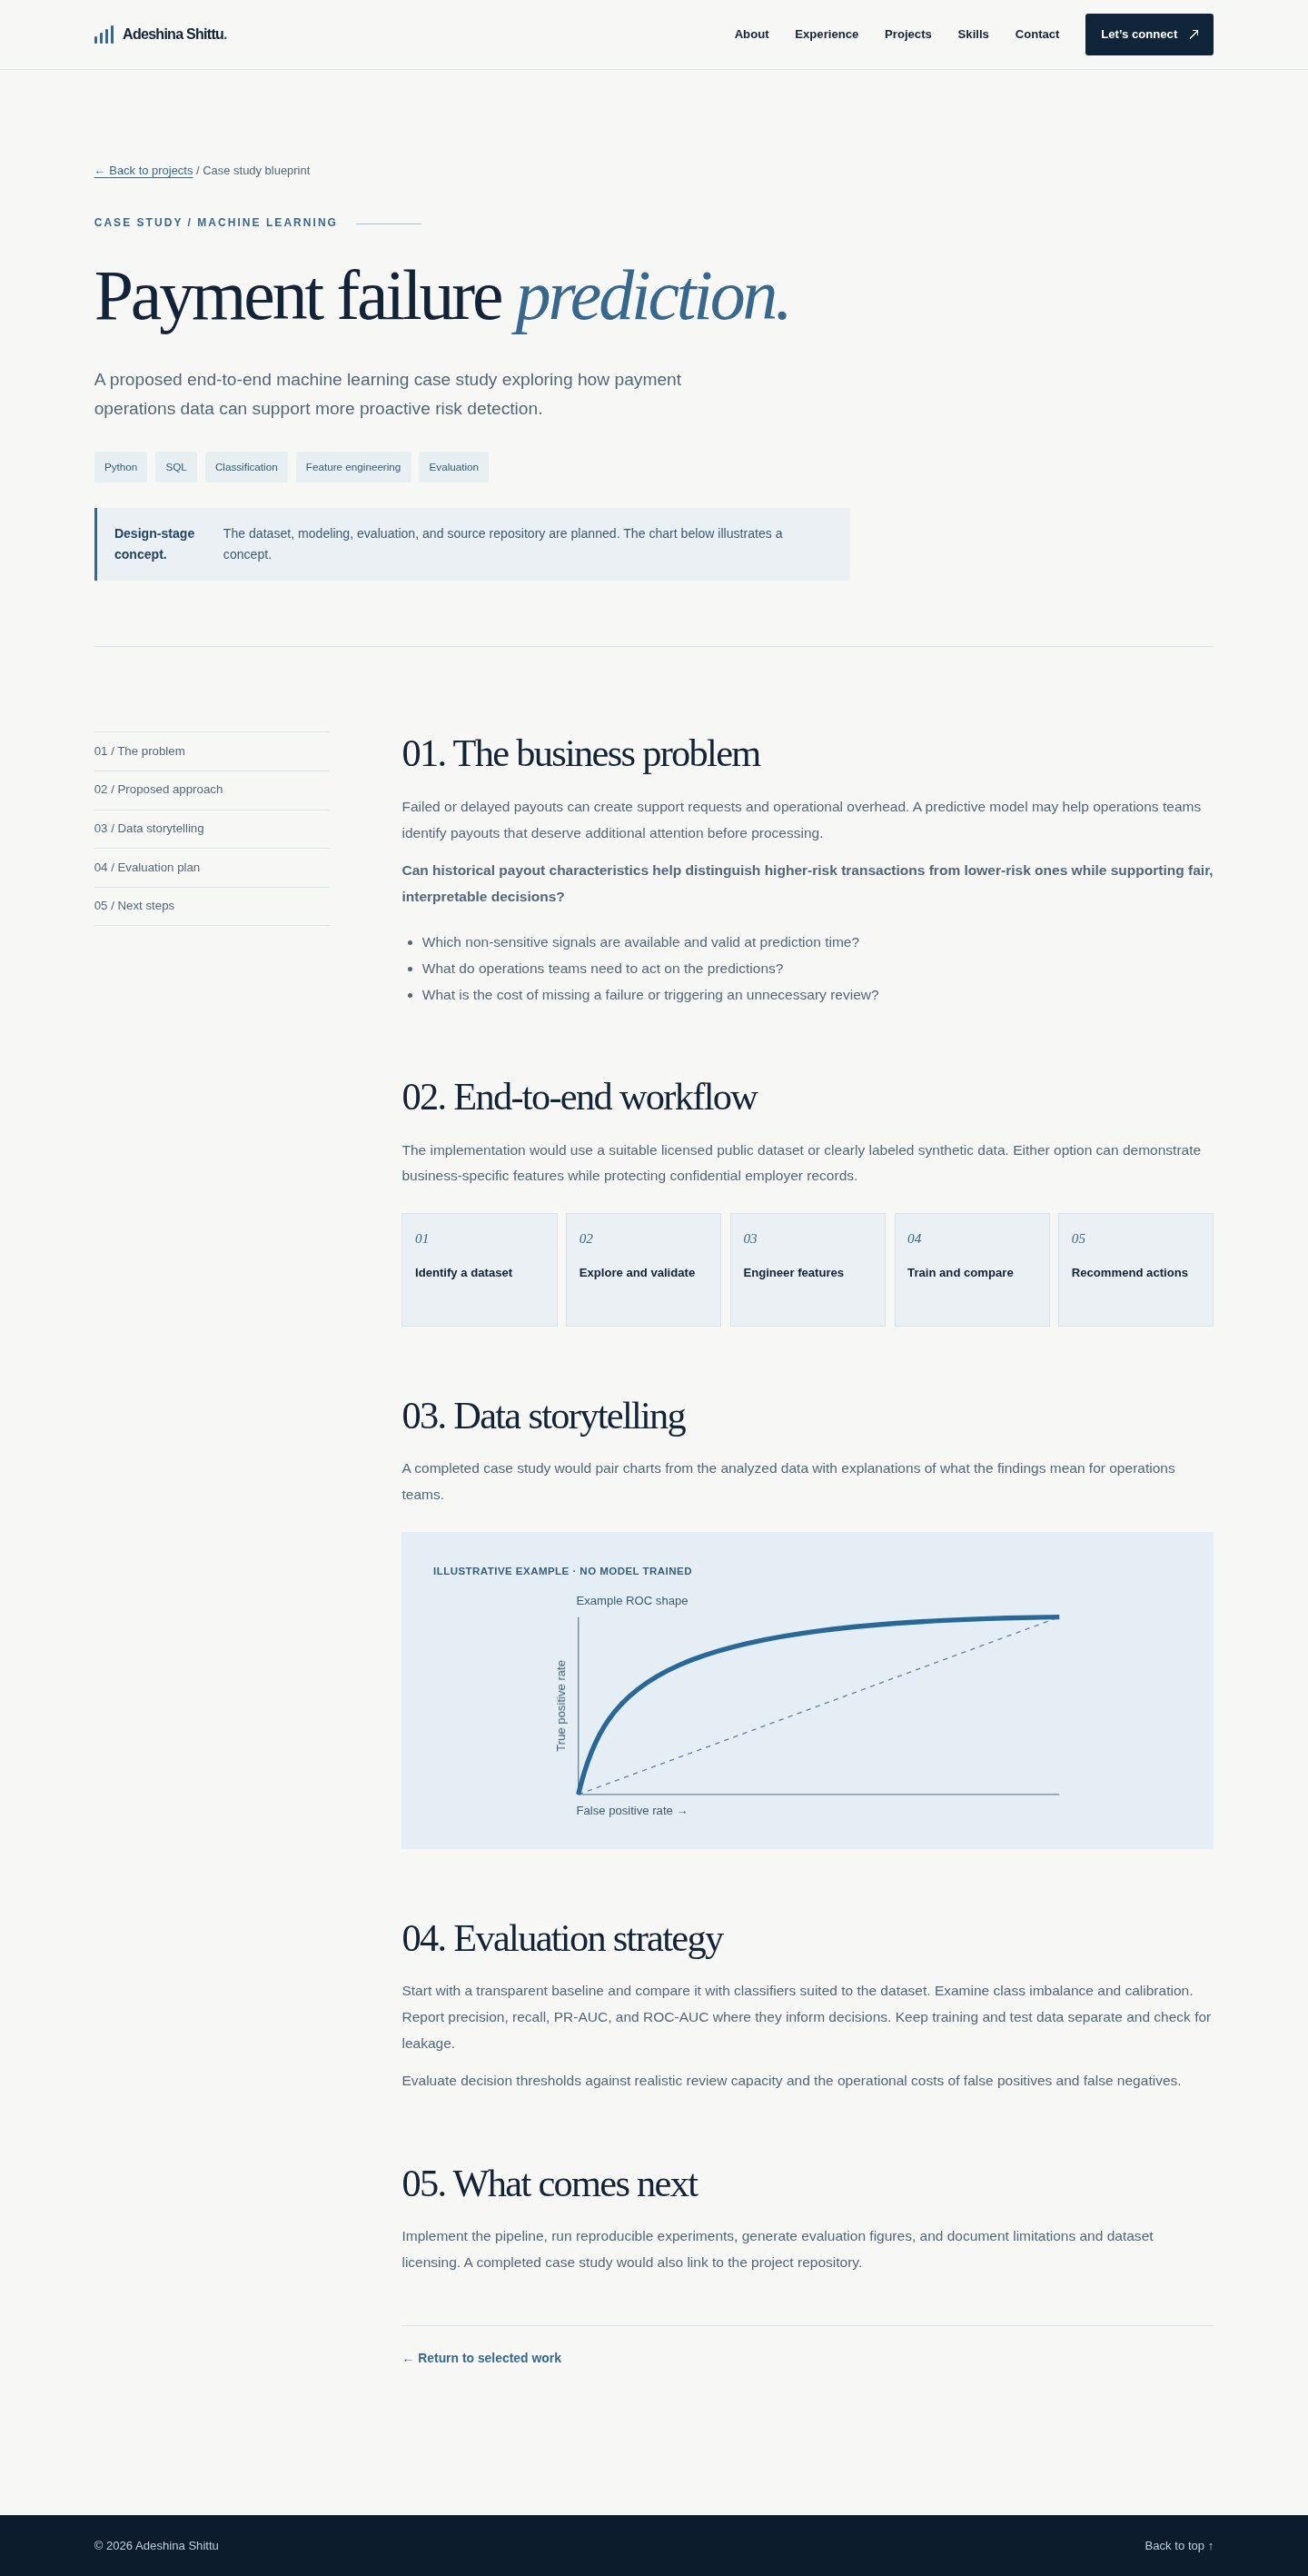 Adeshina Shittu.
About Experience Projects Skills Contact Let’s connect ↗
← Back to projects / Case study blueprint
CASE STUDY / MACHINE LEARNING
Payment failure prediction.
A proposed end-to-end machine learning case study exploring how payment
operations data can support more proactive risk detection.
Python SQL Classification Feature engineering Evaluation
Design-stage
concept.
The dataset, modeling, evaluation, and source repository are planned. The chart below illustrates a
concept.
01 / The problem
02 / Proposed approach
03 / Data storytelling
04 / Evaluation plan
05 / Next steps
01. The business problem
Failed or delayed payouts can create support requests and operational overhead. A predictive model may help operations teams
identify payouts that deserve additional attention before processing.
Can historical payout characteristics help distinguish higher-risk transactions from lower-risk ones while supporting fair,
interpretable decisions?
• Which non-sensitive signals are available and valid at prediction time?
• What do operations teams need to act on the predictions?
• What is the cost of missing a failure or triggering an unnecessary review?
02. End-to-end workflow
The implementation would use a suitable licensed public dataset or clearly labeled synthetic data. Either option can demonstrate
business-specific features while protecting confidential employer records.
01
Identify a dataset
02
Explore and validate
03
Engineer features
04
Train and compare
05
Recommend actions
03. Data storytelling
A completed case study would pair charts from the analyzed data with explanations of what the findings mean for operations
teams.
ILLUSTRATIVE EXAMPLE · NO MODEL TRAINED
Example ROC shape
True positive rate
False positive rate →
04. Evaluation strategy
Start with a transparent baseline and compare it with classifiers suited to the dataset. Examine class imbalance and calibration.
Report precision, recall, PR-AUC, and ROC-AUC where they inform decisions. Keep training and test data separate and check for
leakage.
Evaluate decision thresholds against realistic review capacity and the operational costs of false positives and false negatives.
05. What comes next
Implement the pipeline, run reproducible experiments, generate evaluation figures, and document limitations and dataset
licensing. A completed case study would also link to the project repository.
← Return to selected work
© 2026 Adeshina Shittu
Back to top ↑